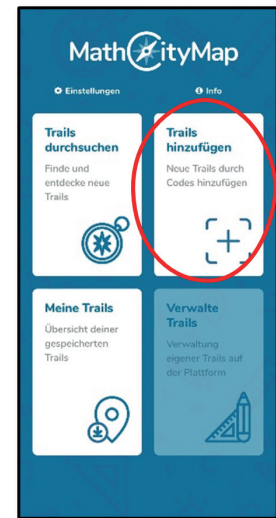 MathCityMap
Einstellungen
Info
Trails
durchsuchen
Finde und
entdecke neue
Trails
Trails
hinzufügen
Neue Trails durch
Codes hinzufügen
Meine Trails
Übersicht deiner
gespeicherten
Trails
Verwalte
Trails
Verwaltung
eigener Trails auf
der Plattform